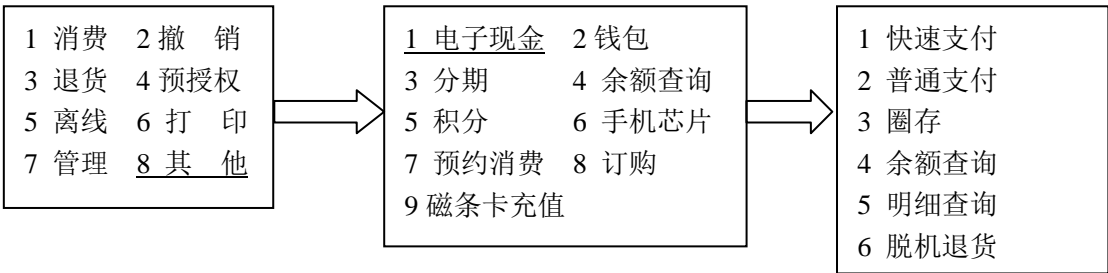 1 消费 2 撤 销
3 退货 4 预授权
5 离线 6 打 印
7 管理 8 其 他
1 电子现金 2 钱包
3 分期 4 余额查询
5 积分 6 手机芯片
7 预约消费 8 订购
9 磁条卡充值
1 快速支付
2 普通支付
3 圈存
4 余额查询
5 明细查询
6 脱机退货